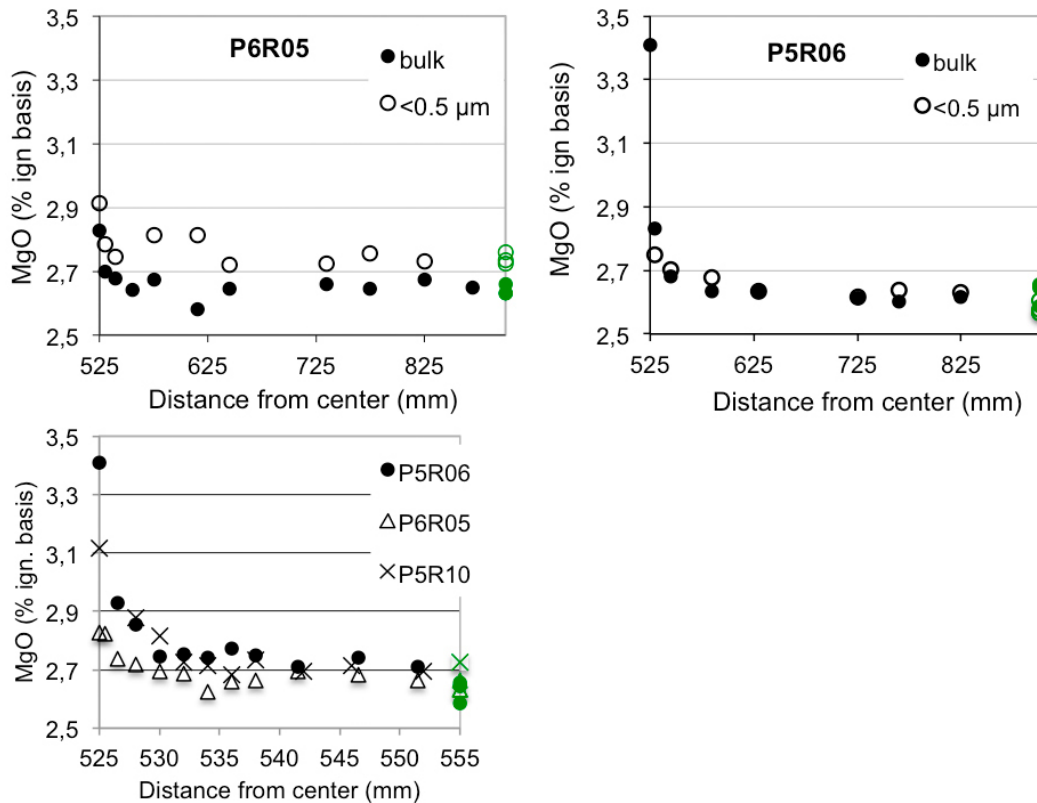 P6R05
bulk
<0.5 µm
MgO (% ign basis)
3,5
3,3
3,1
2,9
2,7
2,5
525 625 725 825
Distance from center (mm)
P5R06
bulk
<0.5 µm
MgO (% ign basis)
3,5
3,3
3,1
2,9
2,7
2,5
525 625 725 825
Distance from center (mm)
P5R06
P6R05
P5R10
MgO (% ign. basis)
3,5
3,3
3,1
2,9
2,7
2,5
525 530 535 540 545 550 555
Distance from center (mm)